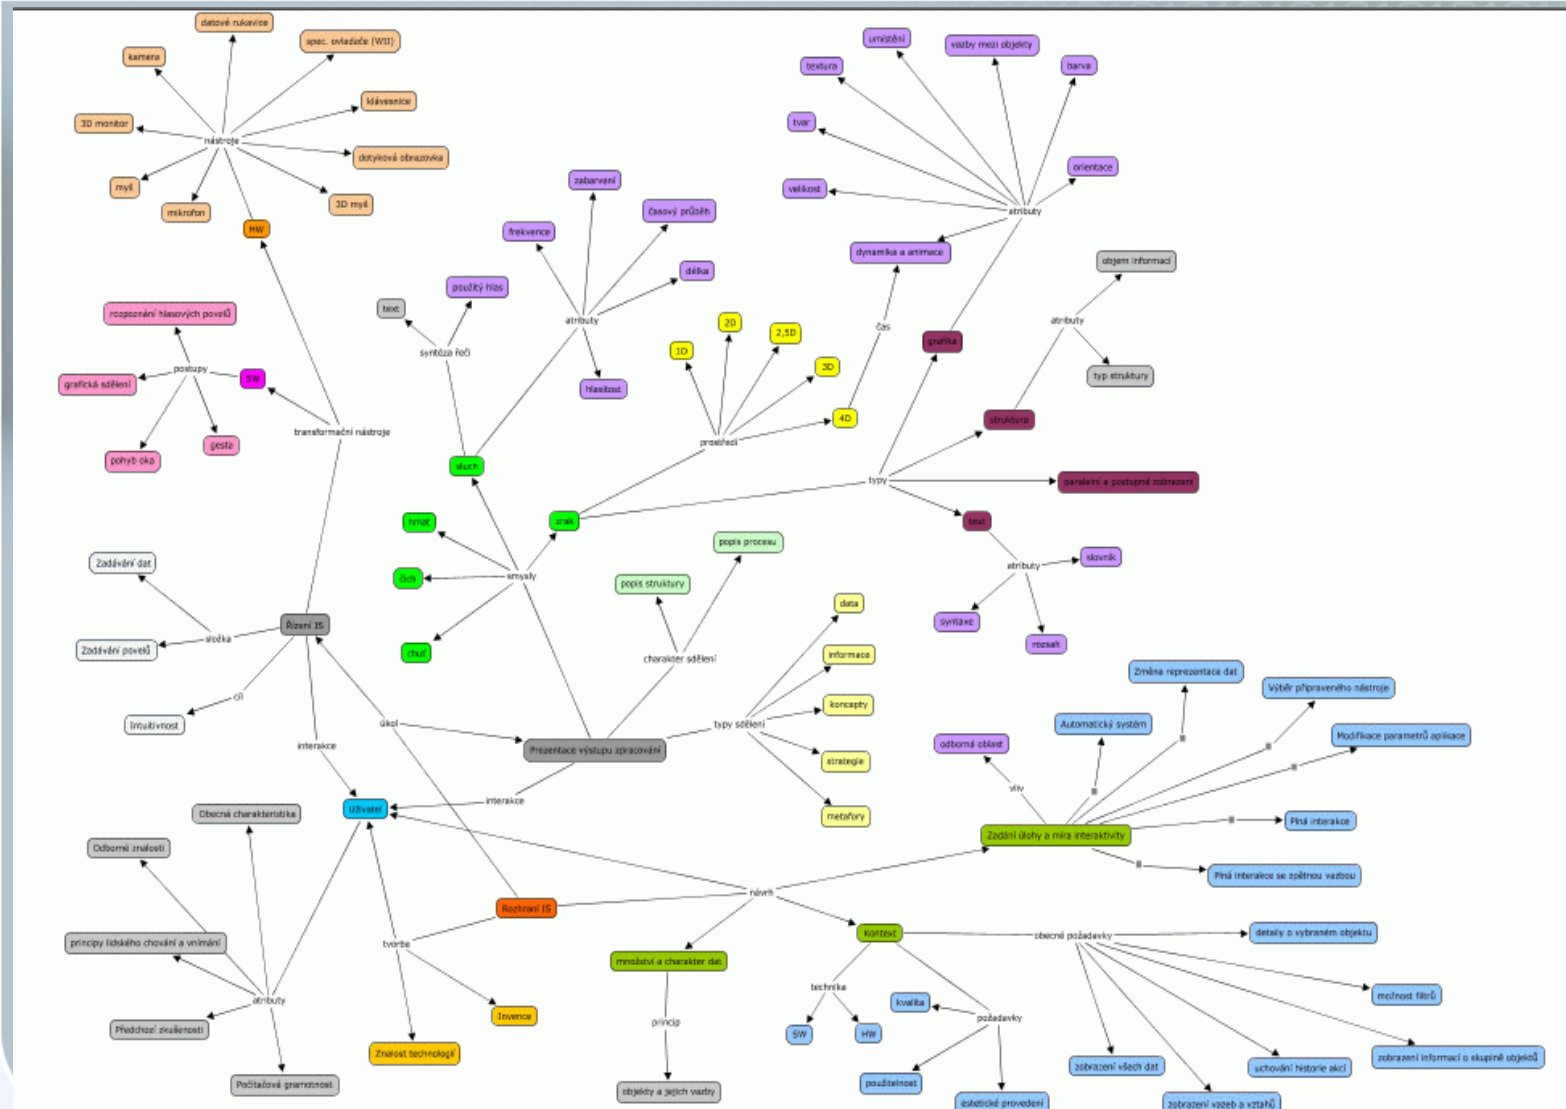 datové rukavice
spec. ovladače (WII)
kamera
klávesnice
3D monitor
nástroje
dotyková obrazovka
myš
mikrofon
3D myš
HW
umístění
vazby mezi objekty
textura
barva
tvar
orientace
velikost
atributy
dynamika a animace
zabarvení
časový průběh
frekvence
délka
použitý hlas
text
atributy
syntéza řeči
hlasitost
objem informací
atributy
typ struktury
čas
grafika
struktura
rozpoznání hlasových povelů
postupy
grafická sdělení
SW
gesta
pohyb oka
transformační nástroje
2D
2,5D
1D
3D
4D
prostředí
sluch
typy
paralelní a postupné zobrazení
text
hmat
zrak
čich
smysly
chuť
popis procesu
popis struktury
charakter sdělení
atributy
slovník
syntaxe
rozsah
Zadávání dat
Řízení IS
složka
Zadávání povelů
cíl
Intuitivnost
úkol
interakce
data
informace
typy sdělení
koncepty
strategie
metafory
Prezentace výstupu zpracování
interakce
Uživatel
Změna reprezentace dat
Výběr připraveného nástroje
Automatický systém
Modifikace parametrů aplikace
odborná oblast
vliv
Plná interakce
Zadání úlohy a míra interaktivity
Plná interakce se zpětnou vazbou
Obecná charakteristika
Odborné znalosti
principy lidského chování a vnímání
atributy
Předchozí zkušenosti
Počítačová gramotnost
Rozhraní IS
návrh
tvorba
Invence
Znalost technologií
množství a charakter dat
princip
objekty a jejich vazby
Kontext
technika
SW
HW
kvalita
požadavky
použitelnost
estetické provedení
obecné požadavky
detaily o vybraném objektu
možnost filtrů
zobrazení informací o skupině objektů
uchování historie akcí
zobrazení všech dat
zobrazení vazeb a vztahů